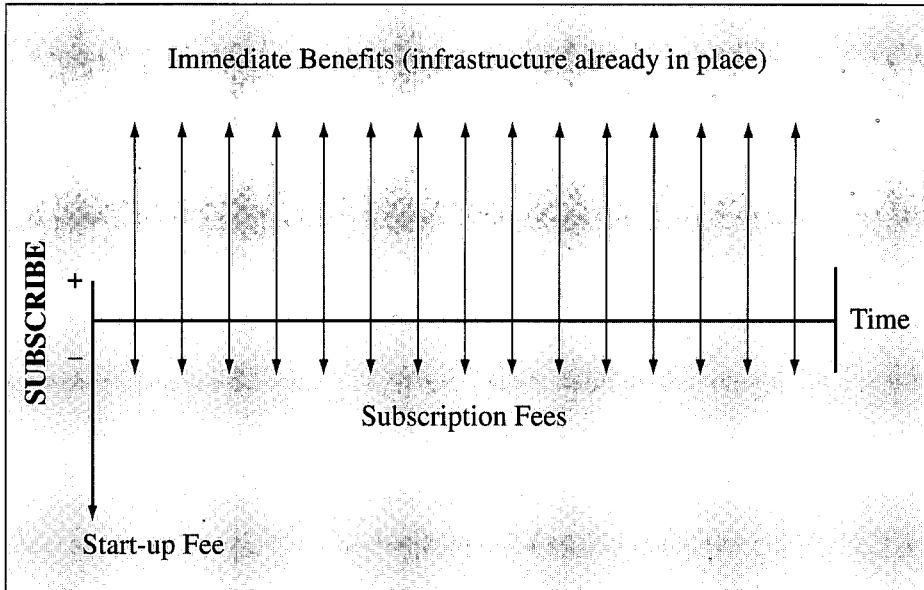 Immediate Benefits (infrastructure already in place)
SUBSCRIBE
+
–
Time
Subscription Fees
Start-up Fee